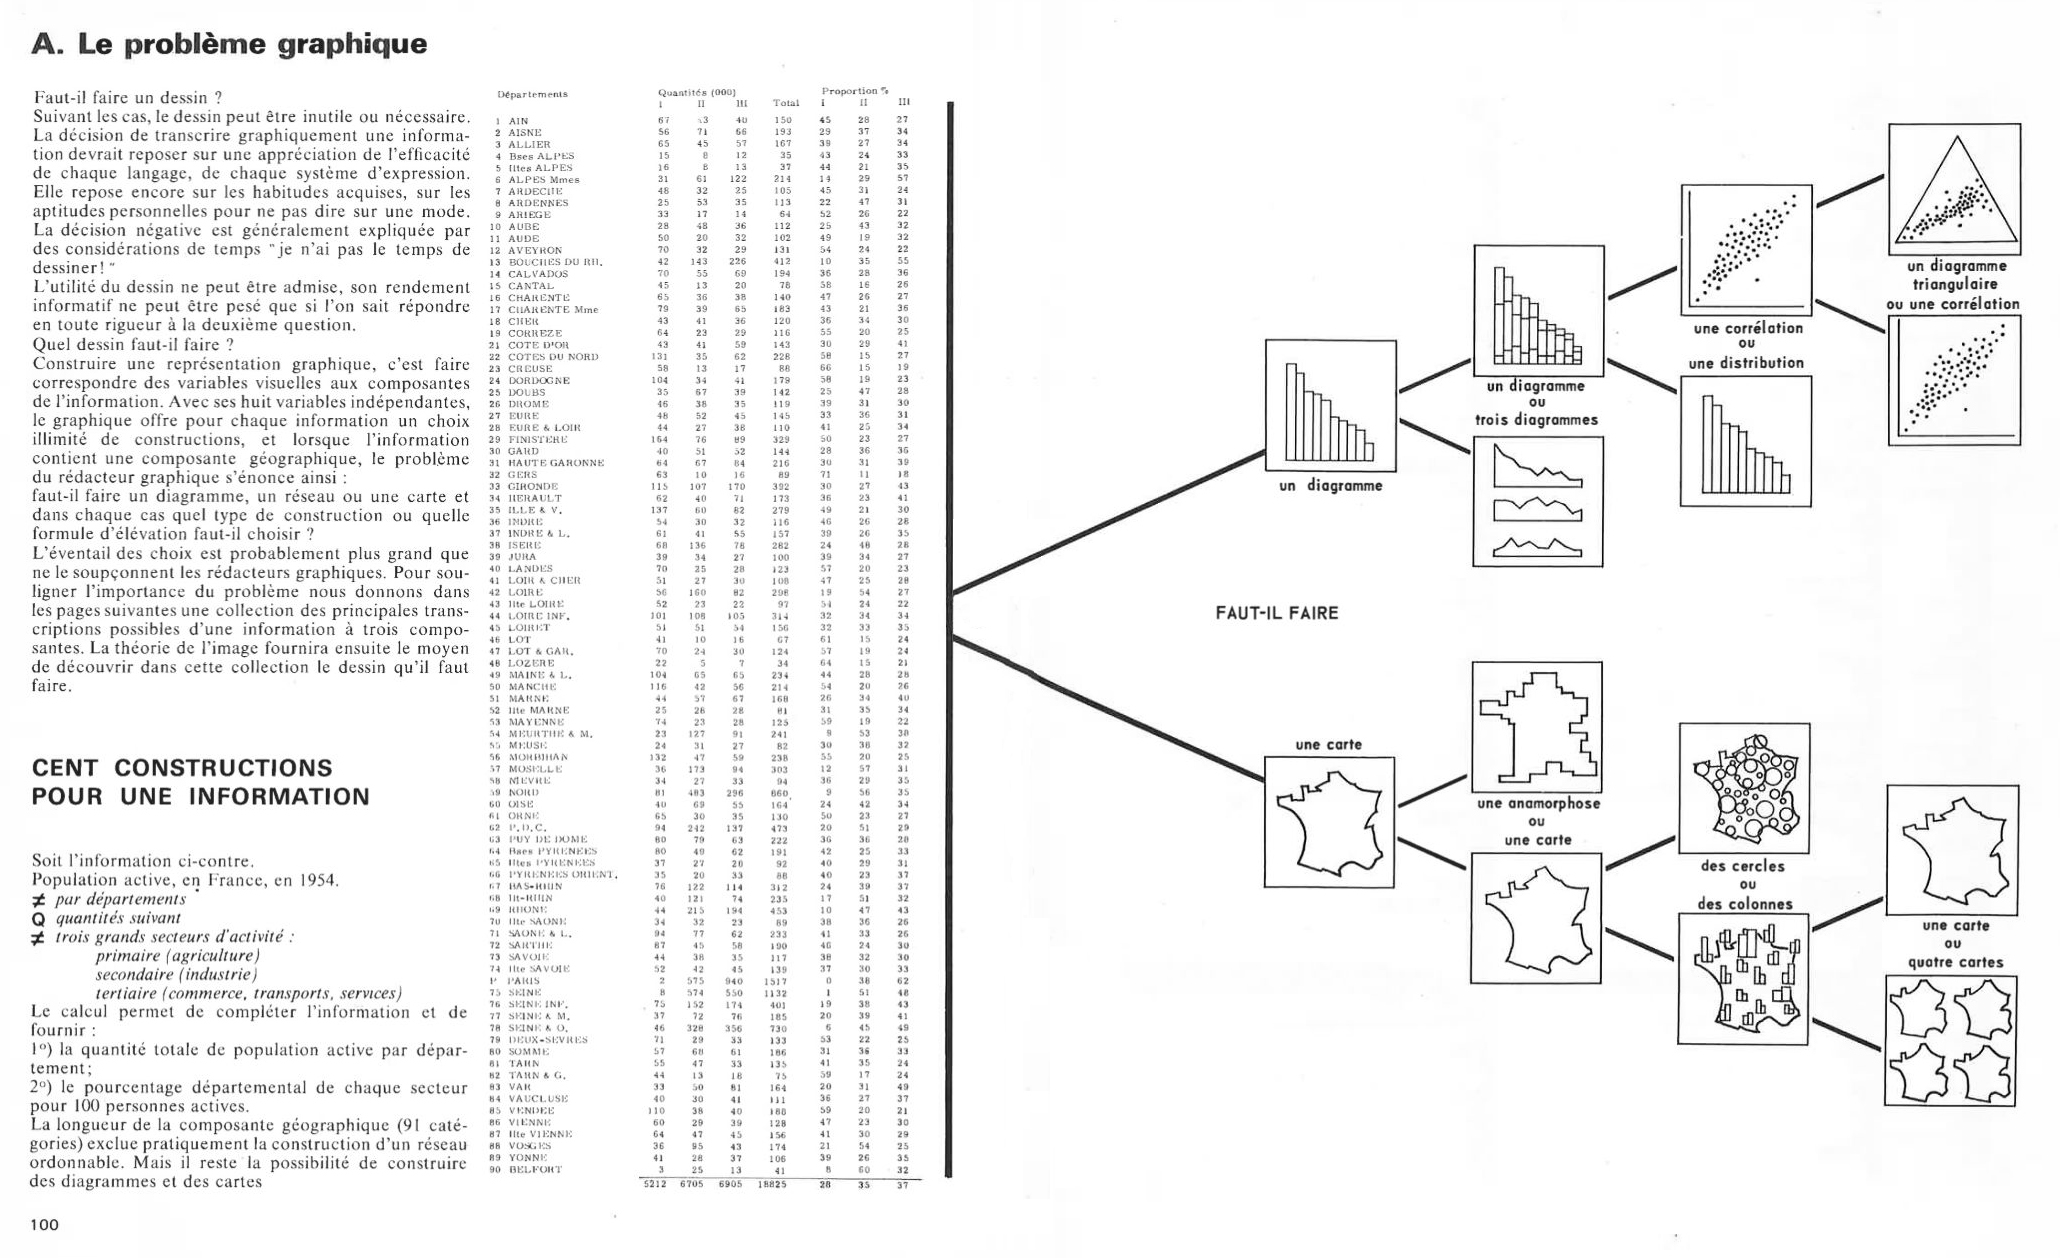 A. Le problème graphique
Faut-il faire un dessin ?
Suivant les cas, le dessin peut être inutile ou nécessaire.
La décision de transcrire graphiquement une informa-
tion devrait reposer sur une appréciation de l'efficacité
de chaque langage, de chaque système d'expression.
Elle repose encore sur les habitudes acquises, sur les
aptitudes personnelles pour ne pas dire sur une mode.
La décision négative est généralement expliquée par
des considérations de temps "je n'ai pas le temps de
dessiner! "
L'utilité du dessin ne peut être admise, son rendement
informatif ne peut être pesé que si l'on sait répondre
en toute rigueur à la deuxième question.
Quel dessin faut-il faire ?
Construire une représentation graphique, c'est faire
correspondre des variables visuelles aux composantes
de l'information. Avec ses huit variables indépendantes,
le graphique offre pour chaque information un choix
illimité de constructions, et lorsque l'information
contient une composante géographique, le problème
du rédacteur graphique s'énonce ainsi :
faut-il faire un diagramme, un réseau ou une carte et
dans chaque cas quel type de construction ou quelle
formule d'élévation faut-il choisir ?
L'éventail des choix est probablement plus grand que
ne le soupçonnent les rédacteurs graphiques. Pour sou-
ligner l'importance du problème nous donnons dans
les pages suivantes une collection des principales trans-
criptions possibles d'une information à trois compo-
santes. La théorie de l'image fournira ensuite le moyen
de découvrir dans cette collection le dessin qu'il faut
faire.
CENT CONSTRUCTIONS
POUR UNE INFORMATION
Soit l'information ci-contre.
Population active, en France, en 1954.
≠ par départements
Q quantités suivant
≠ trois grands secteurs d'activité :
primaire (agriculture)
secondaire (industrie)
tertiaire (commerce, transports, services)
Le calcul permet de compléter l'information et de
fournir :
1°) la quantité totale de population active par dépar-
tement;
2°) le pourcentage départemental de chaque secteur
pour 100 personnes actives.
La longueur de la composante géographique (91 caté-
gories) exclue pratiquement la construction d'un réseau
ordonnable. Mais il reste la possibilité de construire
des diagrammes et des cartes
100
Départements Quantités (000) Proportion %
I II III Total I II III
1 AIN 67 40 150 45 28 27
2 AISNE 56 71 66 193 29 37 34
3 ALLIER 65 45 57 167 39 27 34
4 Bses ALPES 15 8 12 35 43 24 33
5 Htes ALPES 16 8 13 37 44 21 35
6 ALPES Mmes 31 61 122 214 14 29 57
7 ARDECHE 48 32 25 105 45 31 24
8 ARDENNES 25 53 35 113 22 47 31
9 ARIEGE 33 17 14 64 52 26 22
10 AUBE 28 48 36 112 25 43 32
11 AUDE 50 20 32 102 49 19 32
12 AVEYRON 70 32 29 131 54 24 22
13 BOUCHES DU RH. 42 143 226 412 10 35 55
14 CALVADOS 70 55 69 194 36 28 36
15 CANTAL 45 13 20 78 58 16 26
16 CHARENTE 65 36 38 140 47 26 27
17 CHARENTE Mme 79 39 65 183 43 21 36
18 CHER 43 41 36 120 36 34 30
19 CORREZE 64 23 29 116 55 20 25
21 COTE D'OR 43 41 59 143 30 29 41
22 COTES DU NORD 131 35 62 228 58 15 27
23 CREUSE 58 13 17 88 66 15 19
24 DORDOGNE 104 34 41 179 58 19 23
25 DOUBS 35 67 39 142 25 47 28
26 DROME 46 38 35 119 39 31 30
27 EURE 48 52 45 145 33 36 31
28 EURE & LOIR 44 27 38 110 41 25 34
29 FINISTERE 164 76 89 329 50 23 27
30 GARD 40 51 52 144 28 36 36
31 HAUTE GARONNE 64 67 84 216 30 31 39
32 GERS 63 10 16 89 71 11 18
33 GIRONDE 115 107 170 392 30 27 43
34 HERAULT 62 40 71 173 36 23 41
35 ILLE & V. 137 60 82 279 49 21 30
36 INDRE 54 30 32 116 46 26 28
37 INDRE & L. 61 41 55 157 39 26 35
38 ISERE 68 136 78 282 24 48 28
39 JURA 39 34 27 100 39 34 27
40 LANDES 70 25 28 123 57 20 23
41 LOIR & CHER 51 27 30 108 47 25 28
42 LOIRE 56 160 82 298 19 54 27
43 Hte LOIRE 52 23 22 97 54 24 22
44 LOIRE INF. 101 108 105 314 32 34 34
45 LOIRET 51 51 54 156 32 33 35
46 LOT 41 10 16 67 61 15 24
47 LOT & GAR. 70 24 30 124 57 19 24
48 LOZERE 22 5 7 34 64 15 21
49 MAINE & L. 104 65 65 234 44 28 28
50 MANCHE 116 42 56 214 54 20 26
51 MARNE 44 57 67 168 26 34 40
52 Hte MARNE 25 28 28 81 31 35 34
53 MAYENNE 74 23 28 125 59 19 22
54 MEURTHE & M. 23 127 91 241 9 53 38
55 MEUSE 24 31 27 82 30 38 32
56 MORBIHAN 132 47 59 238 55 20 25
57 MOSELLE 36 173 94 303 12 57 31
58 NIEVRE 34 27 33 94 36 29 35
59 NORD 81 483 296 860 9 56 35
60 OISE 40 69 55 164 24 42 34
61 ORNE 65 30 35 130 50 23 27
62 P.D.C. 94 242 137 473 20 51 29
63 PUY DE DOME 80 79 63 222 36 36 28
64 Bses PYRENEES 80 49 62 191 42 25 33
65 Htes PYRENEES 37 27 28 92 40 29 31
66 PYRENEES ORIENT. 35 20 33 88 40 23 37
67 BAS-RHIN 76 122 114 312 24 39 37
68 Ht-RHIN 40 121 74 235 17 51 32
69 RHONE 44 215 194 453 10 47 43
70 Hte SAONE 34 32 23 89 38 36 26
71 SAONE & L. 94 77 62 233 41 33 26
72 SARTHE 87 45 58 190 46 24 30
73 SAVOIE 44 38 35 117 38 32 30
74 Hte SAVOIE 52 42 45 139 37 30 33
P PARIS 2 575 940 1517 0 38 62
75 SEINE 8 574 550 1132 1 51 48
76 SEINE INF. 75 152 174 401 19 38 43
77 SEINE & M. 37 72 76 185 20 39 41
78 SEINE & O. 46 328 356 730 6 45 49
79 DEUX-SEVRES 71 29 33 133 53 22 25
80 SOMME 57 68 61 186 31 36 33
81 TARN 55 47 33 135 41 35 24
82 TARN & G. 44 13 18 75 59 17 24
83 VAR 33 50 81 164 20 31 49
84 VAUCLUSE 40 30 41 111 36 27 37
85 VENDEE 110 38 40 188 59 20 21
86 VIENNE 60 29 39 128 47 23 30
87 Hte VIENNE 64 47 45 156 41 30 29
88 VOSGES 36 95 43 174 21 54 25
89 YONNE 41 28 37 106 39 26 35
90 BELFORT 3 25 13 41 8 60 32
5212 6705 6905 18825 28 35 37
FAUT-IL FAIRE
un diagramme
un diagramme
ou
trois diagrammes
une corrélation
ou
une distribution
un diagramme
triangulaire
ou une corrélation
une carte
une anamorphose
ou
une carte
des cercles
ou
des colonnes
une carte
ou
quatre cartes